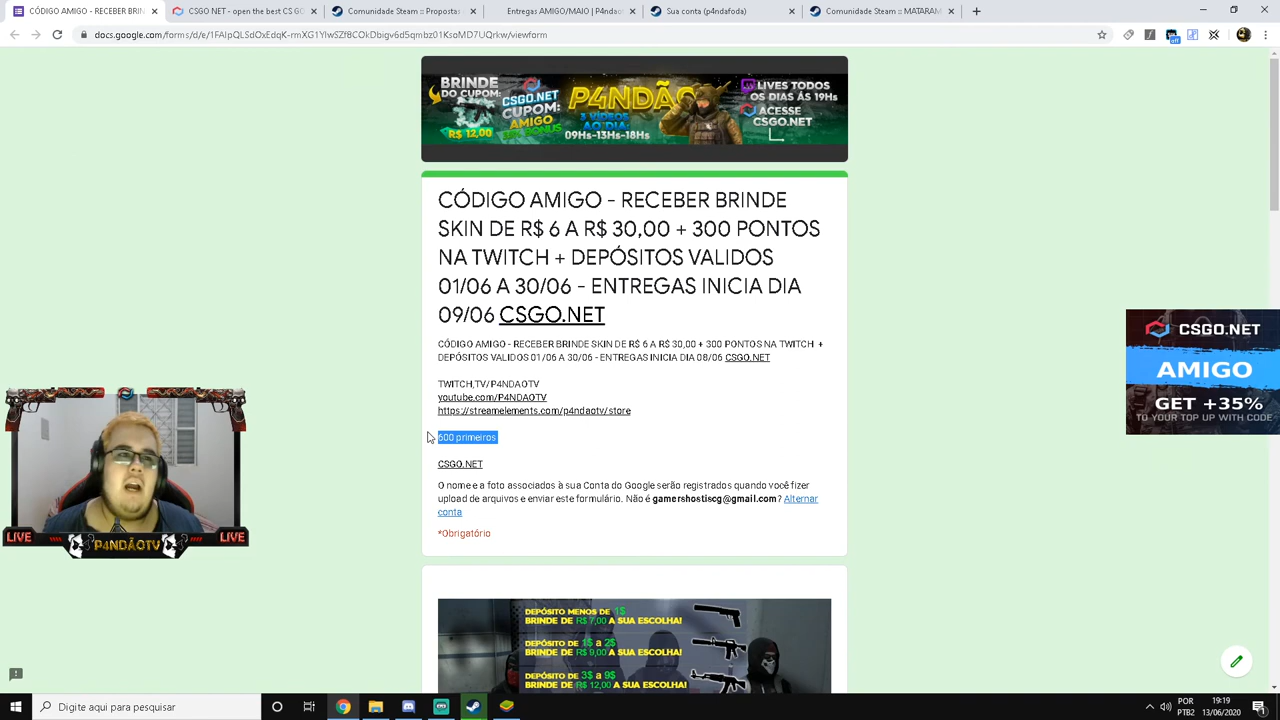 CÓDIGO AMIGO - RECEBER BRIN
CSGO NET - open the best CS:GO
Comunidade Steam :: Proposta
Entregas AMIGO/MAIO | P4ndao
Sua conta (p4ndafoda)
Comunidade Steam :: MATARAM
docs.google.com/forms/d/e/
/viewform
BRINDE
DO CUPOM:
R$ 12,00
CSGO.NET
CUPOM:
AMIGO
P4NDÃO
3 VÍDEOS
AO DIA:
09Hs-13Hs-18Hs
LIVES TODOS
OS DIAS ÁS 19Hs
ACESSE
CSGO.NET
CÓDIGO AMIGO - RECEBER BRINDE
SKIN DE R$ 6 A R$ 30,00 + 300 PONTOS
NA TWITCH + DEPÓSITOS VALIDOS
01/06 A 30/06 - ENTREGAS INICIA DIA
09/06 CSGO.NET
CÓDIGO AMIGO - RECEBER BRINDE SKIN DE R$ 6 A R$ 30,00 + 300 PONTOS NA TWITCH +
DEPÓSITOS VALIDOS 01/06 A 30/06 - ENTREGAS INICIA DIA 08/06 CSGO.NET
TWITCH,TV/P4NDAOTV
youtube.com/P4NDAOTV
https://streamelements.com/p4ndaotv/store
600 primeiros
CSGO.NET
O nome e a foto associados à sua Conta do Google serão registrados quando você fizer
upload de arquivos e enviar este formulário. Não é gamershostiscg@gmail.com? Alternar
conta
*Obrigatório
CSGO.NET
AMIGO
GET +35%
TO YOUR TOP UP WITH CODE
LIVE
P4NDÃOTV
LIVE
DEPÓSITO MENOS DE 1$
BRINDE DE R$ 7,00 A SUA ESCOLHA!
DEPÓSITO DE 1$ a 2$
BRINDE DE R$ 9,00 A SUA ESCOLHA!
DEPÓSITO DE 3$ a 9$
BRINDE DE R$ 12,00 A SUA ESCOLHA!
Digite aqui para pesquisar
POR
PTB2
19:19
13/06/2020